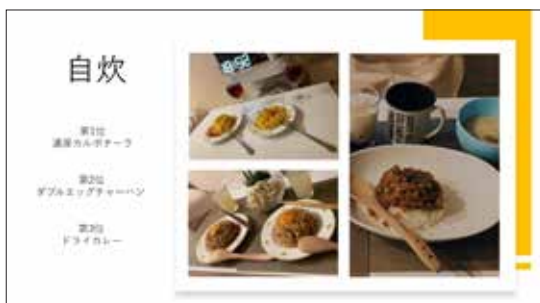 自炊
第1位
濃厚カルボナーラ
第2位
ダブルエッグチャーハン
第3位
ドライカレー